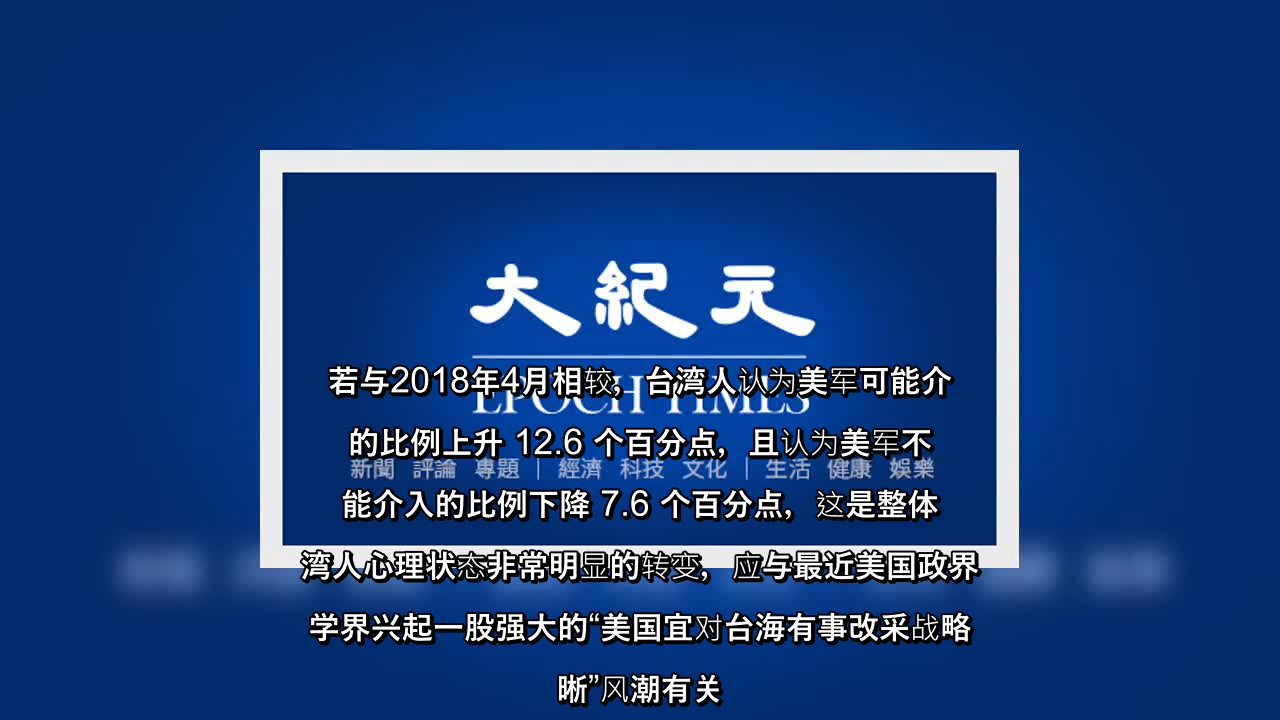 大紀元
若与2018年4月相较，台湾人认为美军可能介
EPOCH TIMES
的比例上升 12.6 个百分点，且认为美军不
新聞 評論 專題 | 經濟 科技 文化 | 生活 健康 娛樂
能介入的比例下降 7.6 个百分点，这是整体
湾人心理状态非常明显的转变，应与最近美国政界
学界兴起一股强大的“美国宜对台海有事改采战略
晰”风潮有关